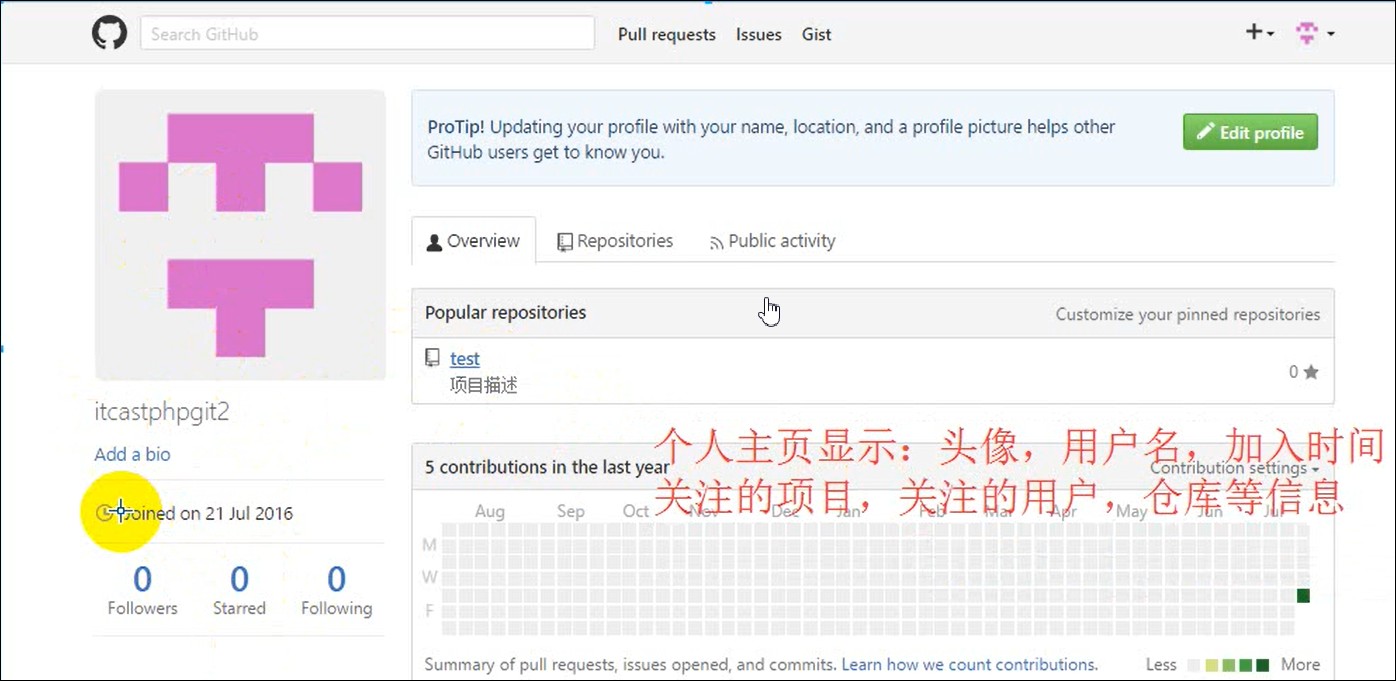 Search GitHub
Pull requests Issues Gist
ProTip! Updating your profile with your name, location, and a profile picture helps other
GitHub users get to know you.
Edit profile
Overview Repositories Public activity
Popular repositories
Customize your pinned repositories
test
项目描述
0
itcastphpgit2
Add a bio
Joined on 21 Jul 2016
0 0 0
Followers Starred Following
5 contributions in the last year
Contribution settings
个人主页显示：头像，用户名，加入时间
关注的项目，关注的用户，仓库等信息
Aug Sep Oct Nov Dec Jan Feb Mar Apr May Jun Jul
M
W
F
Summary of pull requests, issues opened, and commits. Learn how we count contributions.
Less More